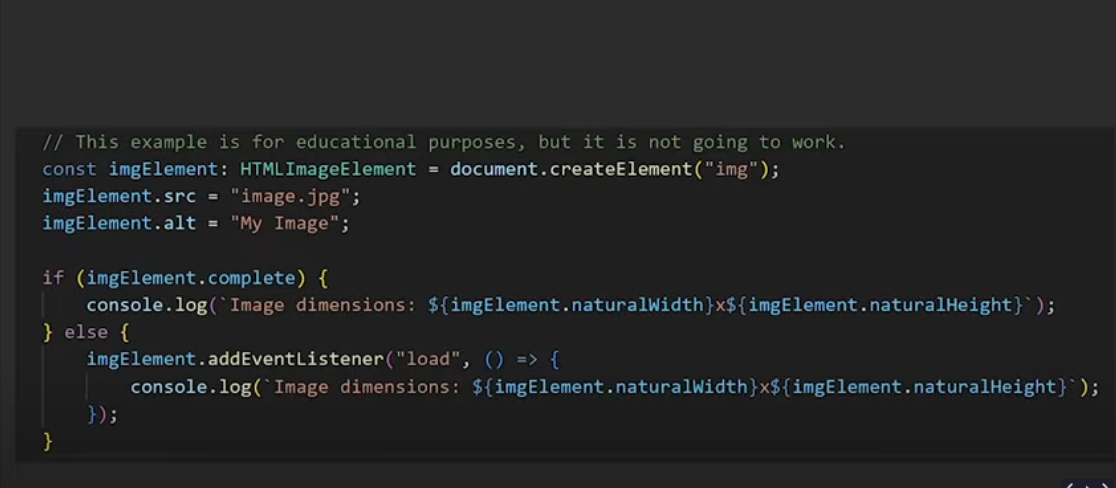 // This example is for educational purposes, but it is not going to work.
const imgElement: HTMLImageElement = document.createElement("img");
imgElement.src = "image.jpg";
imgElement.alt = "My Image";
if (imgElement.complete) {
console.log(`Image dimensions: ${imgElement.naturalWidth}x${imgElement.naturalHeight}`);
} else {
imgElement.addEventListener("load", () => {
console.log(`Image dimensions: ${imgElement.naturalWidth}x${imgElement.naturalHeight}`);
});
}